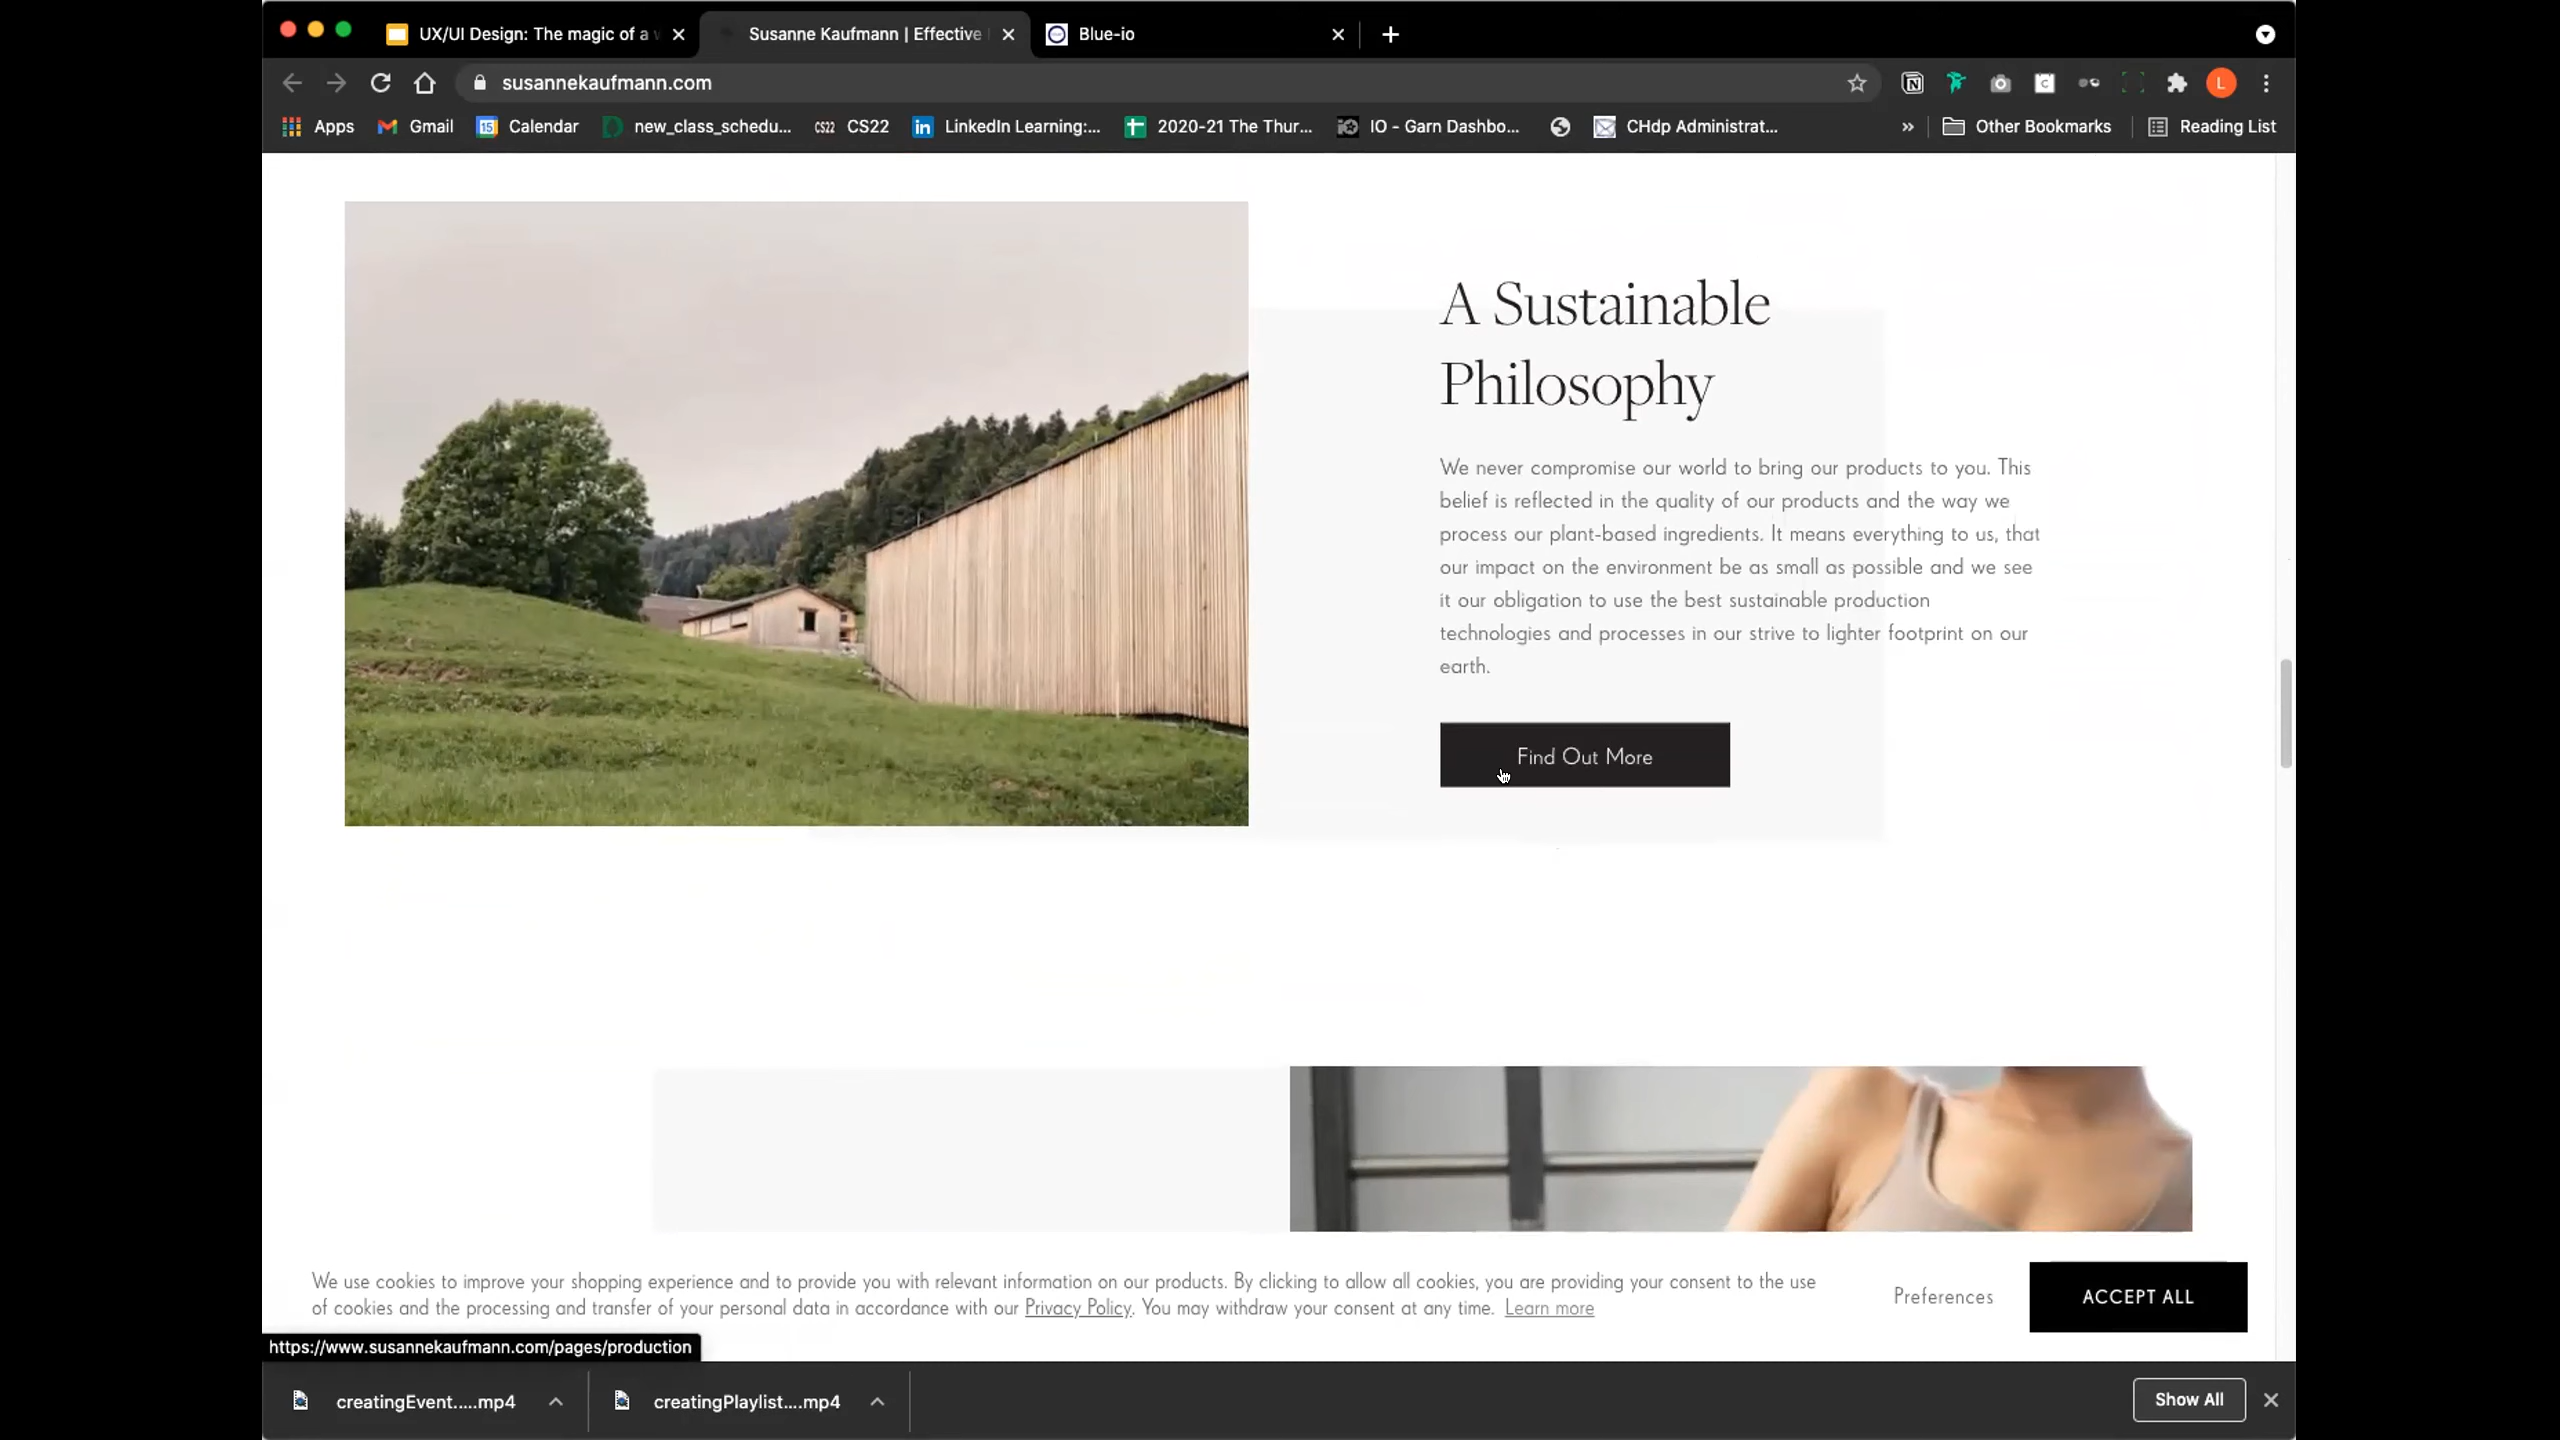 UX/UI Design: The magic of a w
Susanne Kaufmann | Effective
Blue-io
susannekaufmann.com
L
Apps
Gmail
Calendar
new_class_schedu...
CS22
LinkedIn Learning:...
2020-21 The Thur...
IO - Garn Dashbo...
CHdp Administrat...
»
Other Bookmarks
Reading List
A Sustainable
Philosophy
We never compromise our world to bring our products to you. This
belief is reflected in the quality of our products and the way we
process our plant-based ingredients. It means everything to us, that
our impact on the environment be as small as possible and we see
it our obligation to use the best sustainable production
technologies and processes in our strive to lighter footprint on our
earth.
Find Out More
We use cookies to improve your shopping experience and to provide you with relevant information on our products. By clicking to allow all cookies, you are providing your consent to the use
of cookies and the processing and transfer of your personal data in accordance with our Privacy Policy. You may withdraw your consent at any time. Learn more
Preferences
ACCEPT ALL
https://www.susannekaufmann.com/pages/production
creatingEvent.....mp4
creatingPlaylist....mp4
Show All